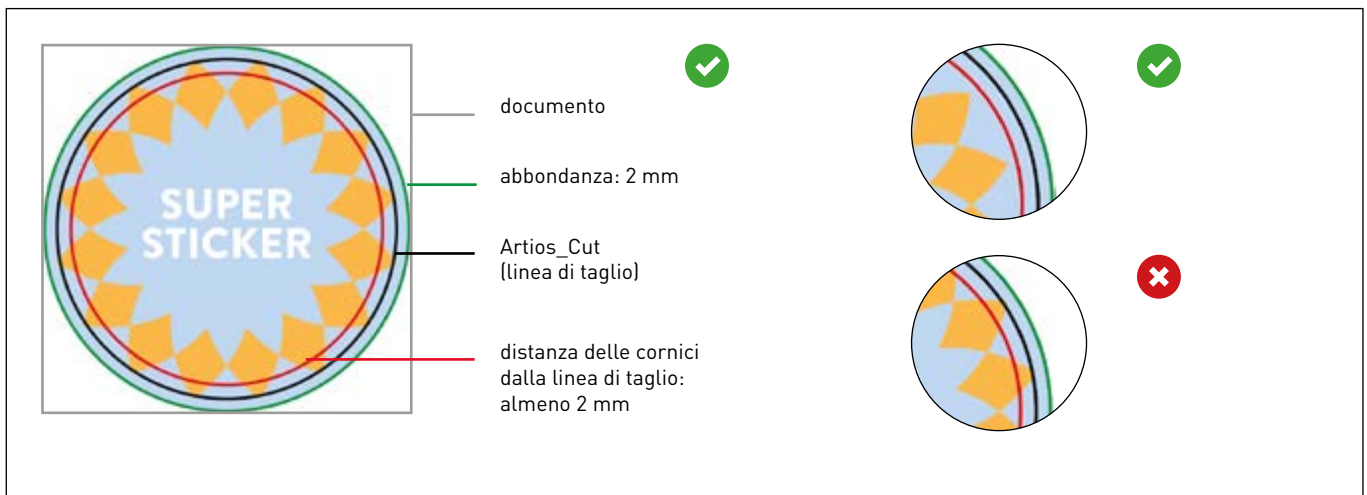 SUPER
STICKER
documento
abbondanza: 2 mm
Artios_Cut
(linea di taglio)
distanza delle cornici
dalla linea di taglio:
almeno 2 mm